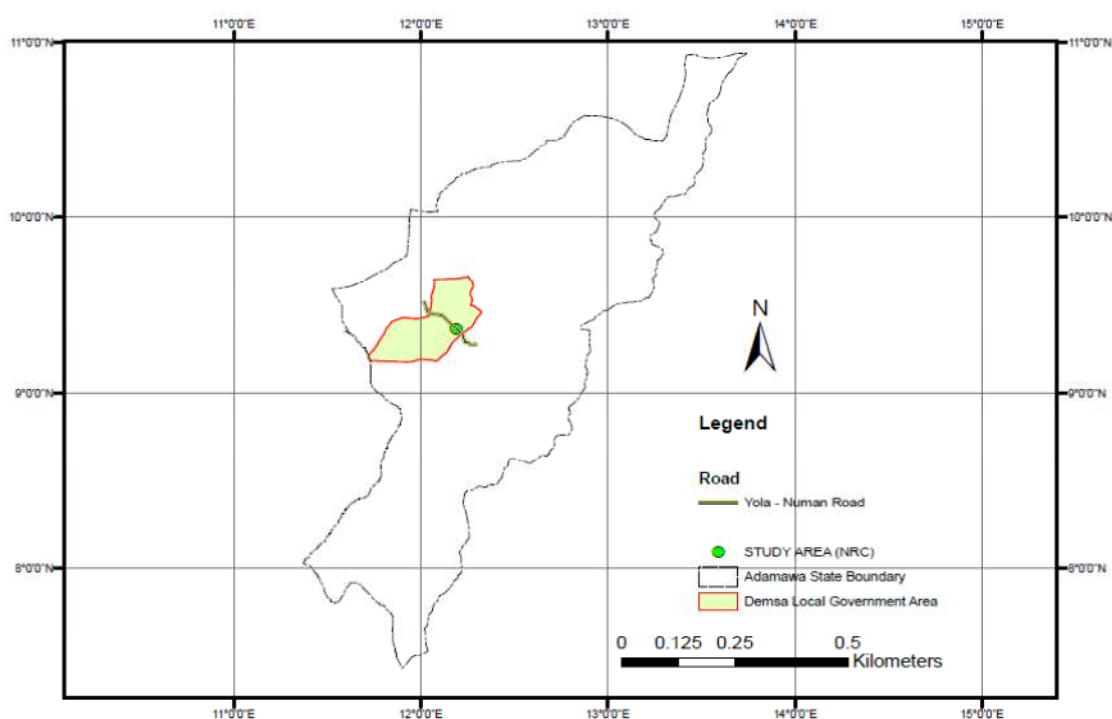 11°0'0"E 12°0'0"E 13°0'0"E 14°0'0"E 15°0'0"E
11°0'0"N 11°0'0"N
10°0'0"N 10°0'0"N
N
9°0'0"N 9°0'0"N
Legend
Road
Yola - Numan Road
STUDY AREA (NRC)
8°0'0"N 8°0'0"N
Adamawa State Boundary
Demsa Local Government Area
0 0.125 0.25 0.5
Kilometers
11°0'0"E 12°0'0"E 13°0'0"E 14°0'0"E 15°0'0"E